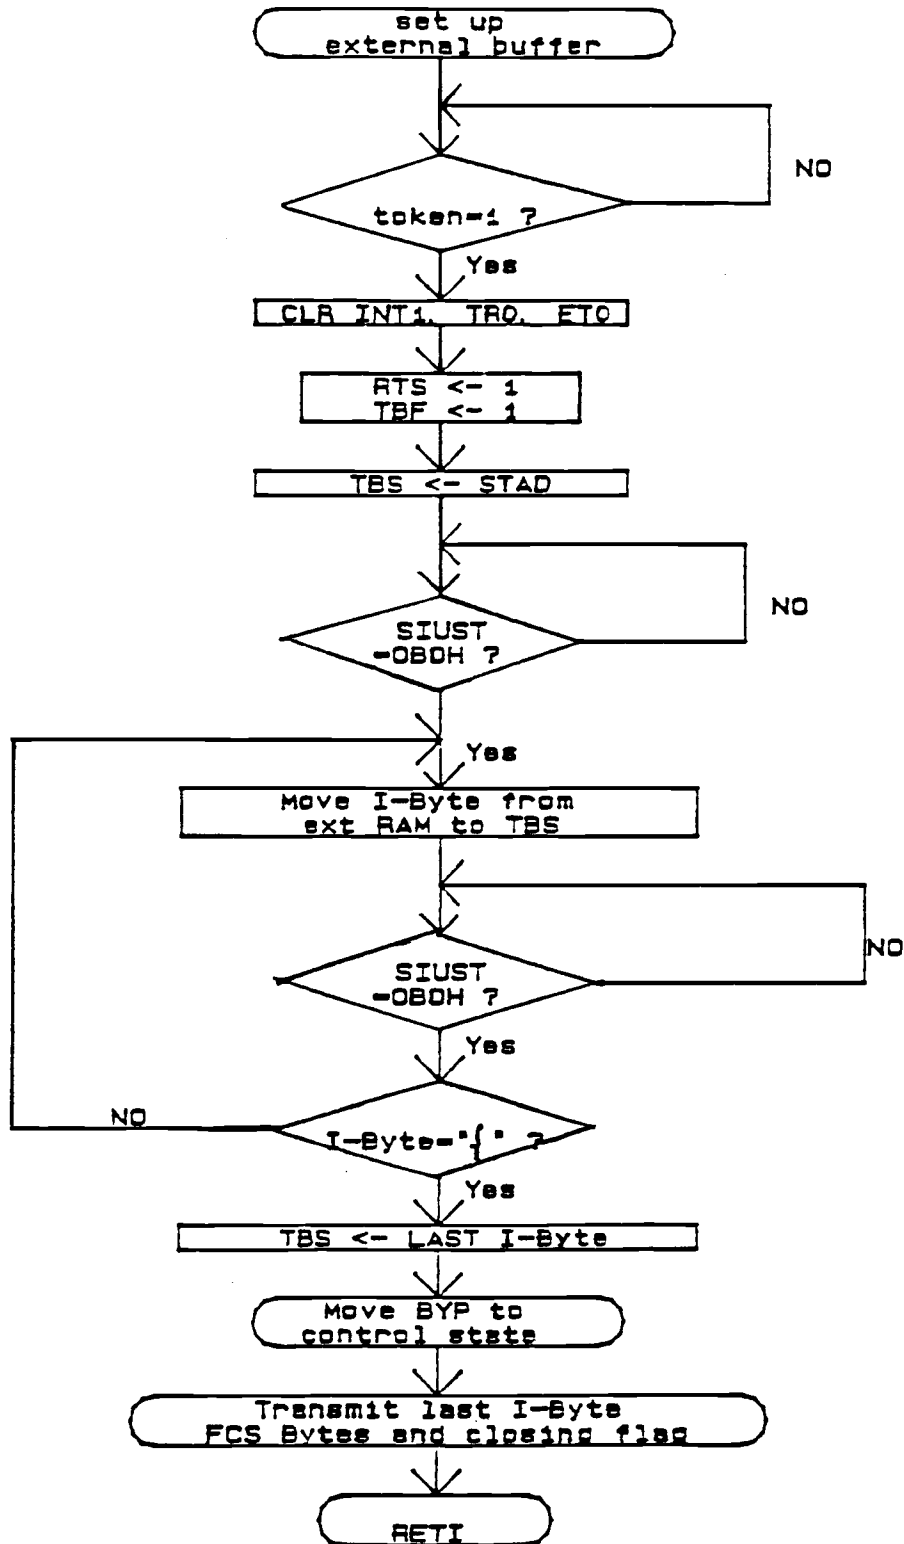 set up
external buffer
NO
token=1 ?
Yes
CLR INT1, TR0, ET0
RTS <- 1
TBF <- 1
TBS <- STAD
NO
SIUST
=0B0H ?
Yes
Move I-Byte from
ext RAM to TBS
NO
SIUST
=0B0H ?
Yes
NO
I-Byte="{" ?
Yes
TBS <- LAST I-Byte
Move BYP to
control state
Transmit last I-Byte
FCS Bytes and closing flag
RETI